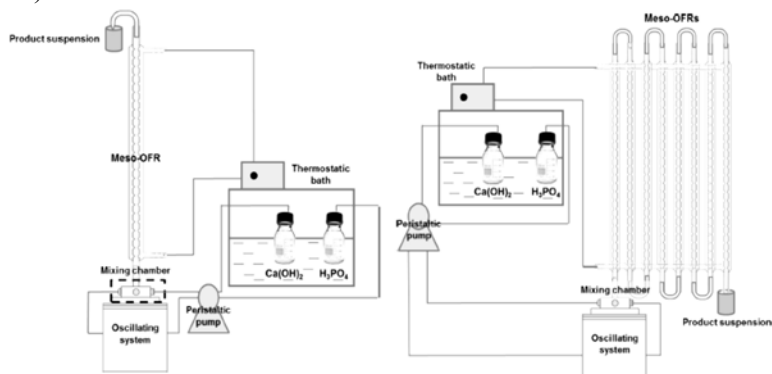 Product suspension
Meso-OFR
Thermostatic
bath
Ca(OH)₂
H₃PO₄
Mixing chamber
Peristaltic
pump
Oscillating
system
Meso-OFRs
Thermostatic
bath
Ca(OH)₂
H₃PO₄
Peristaltic
pump
Mixing chamber
Oscillating
system
Product suspension